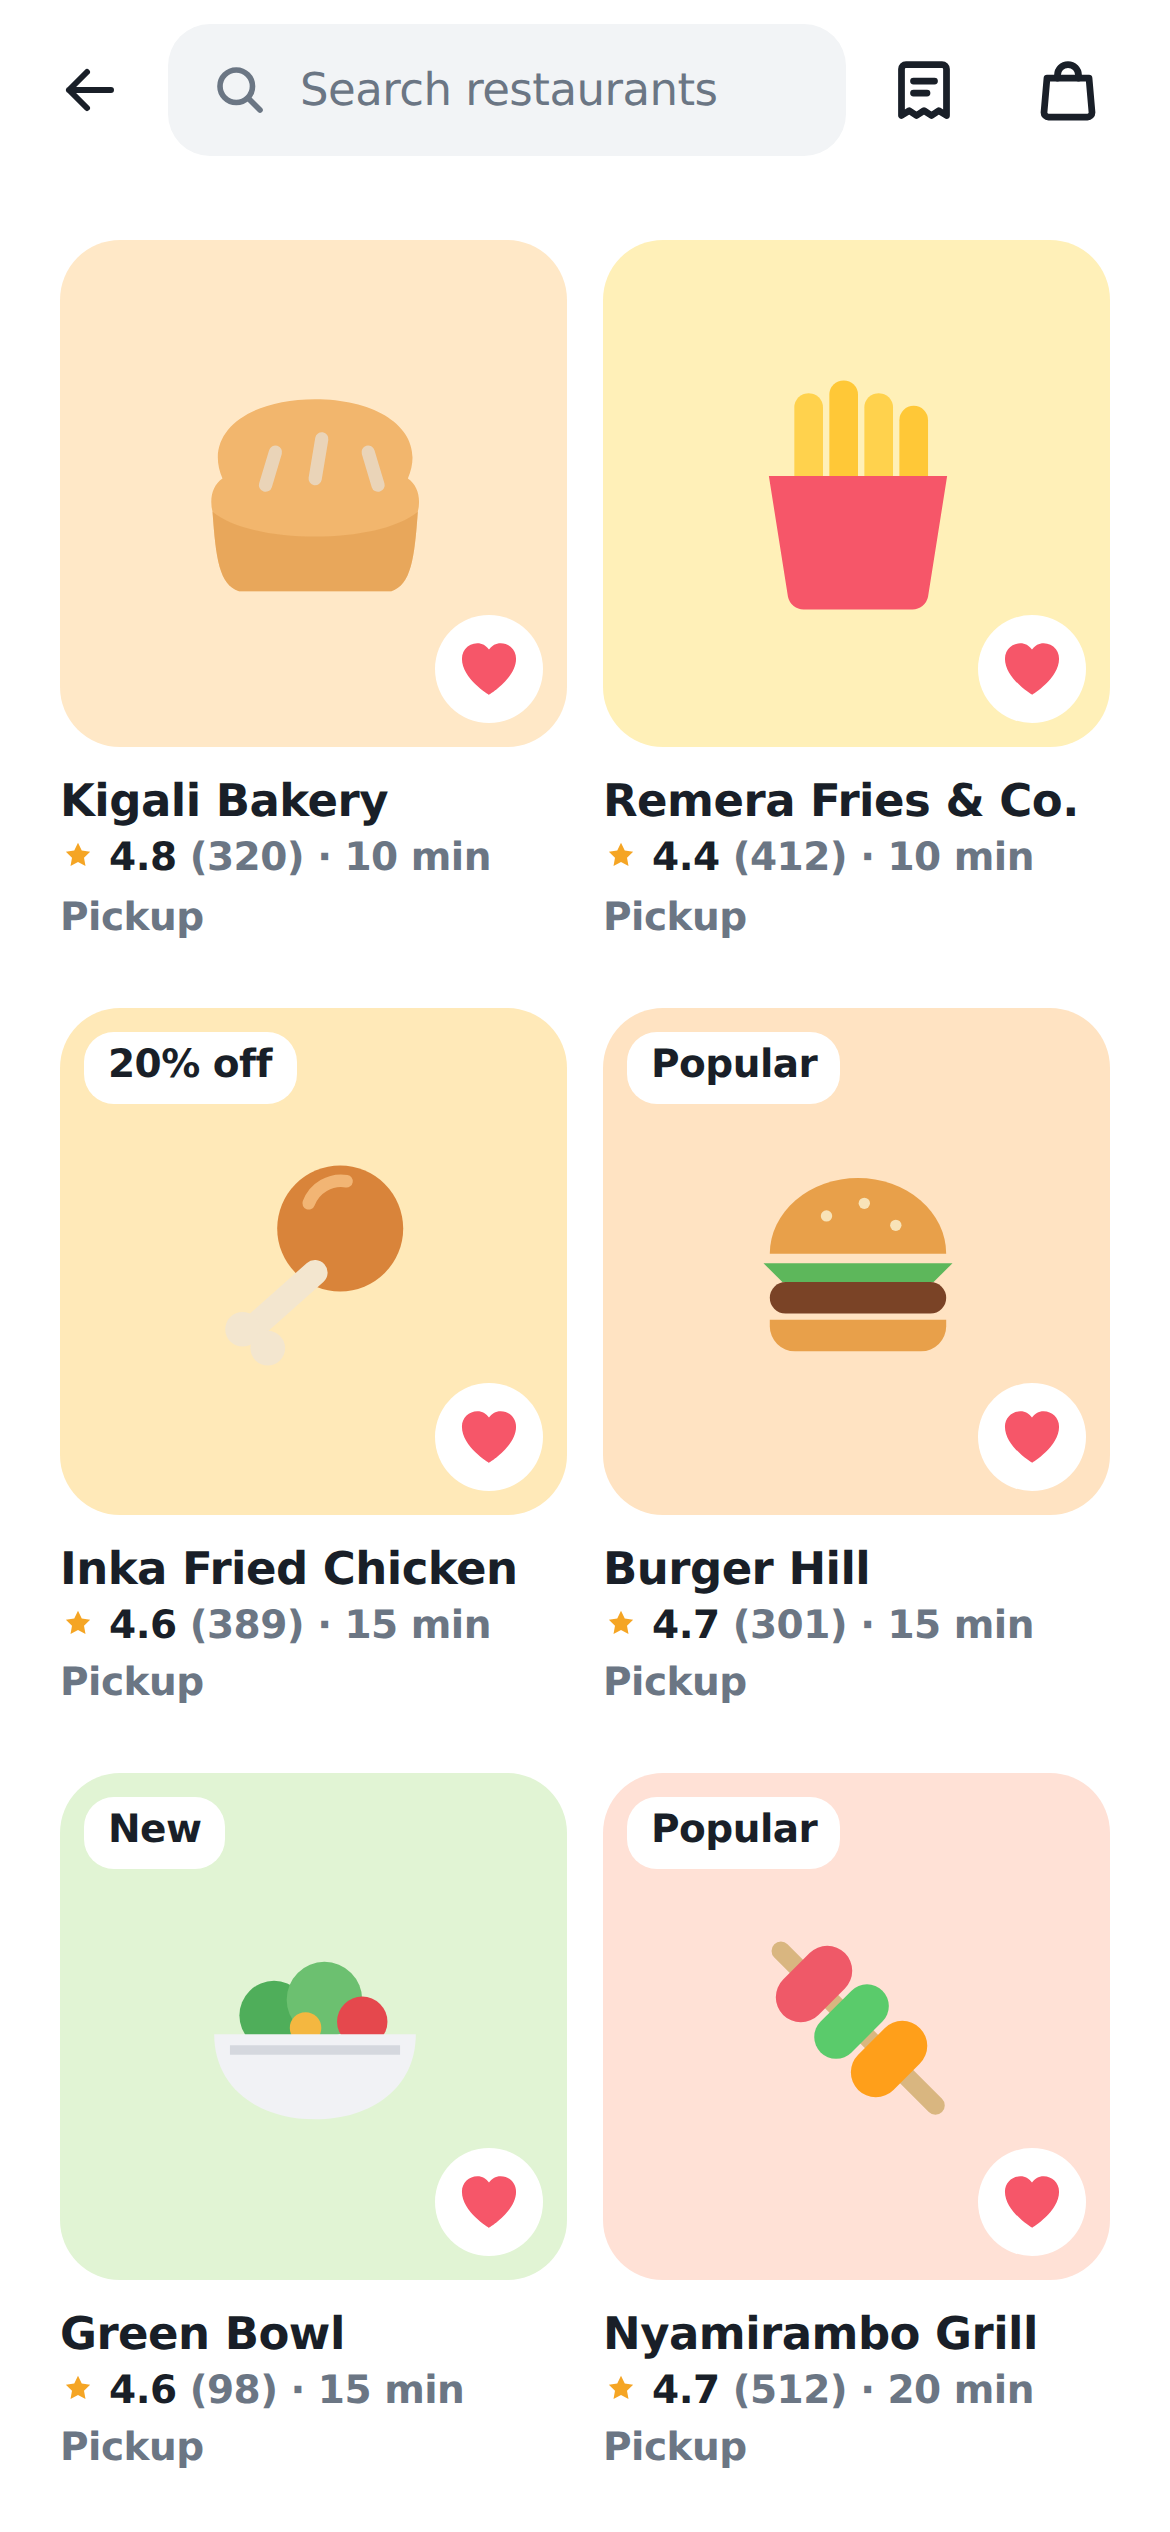 Search restaurants
Kigali Bakery
4.8 (320) · 10 min
Pickup
Remera Fries & Co.
4.4 (412) · 10 min
Pickup
20% off
Inka Fried Chicken
4.6 (389) · 15 min
Pickup
Popular
Burger Hill
4.7 (301) · 15 min
Pickup
New
Green Bowl
4.6 (98) · 15 min
Pickup
Popular
Nyamirambo Grill
4.7 (512) · 20 min
Pickup